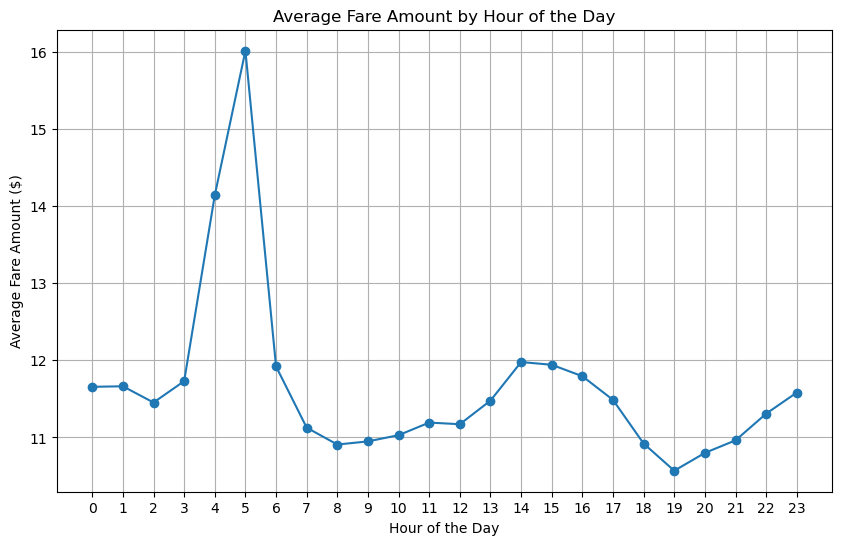 Average Fare Amount by Hour of the Day
16
15
14
13
12
11
Average Fare Amount ($)
0 1 2 3 4 5 6 7 8 9 10 11 12 13 14 15 16 17 18 19 20 21 22 23
Hour of the Day